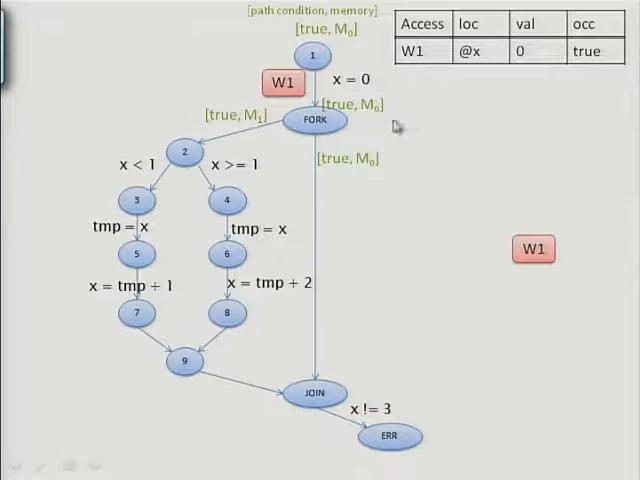 [path condition, memory]
[true, M₀]
Access loc val occ
W1 @x 0 true
1
W1
x = 0
[true, M₀]
[true, M₁]
FORK
2
[true, M₀]
x < 1
x >= 1
3
4
tmp = x
tmp = x
5
6
W1
x = tmp + 1
x = tmp + 2
7
8
9
JOIN
x != 3
ERR